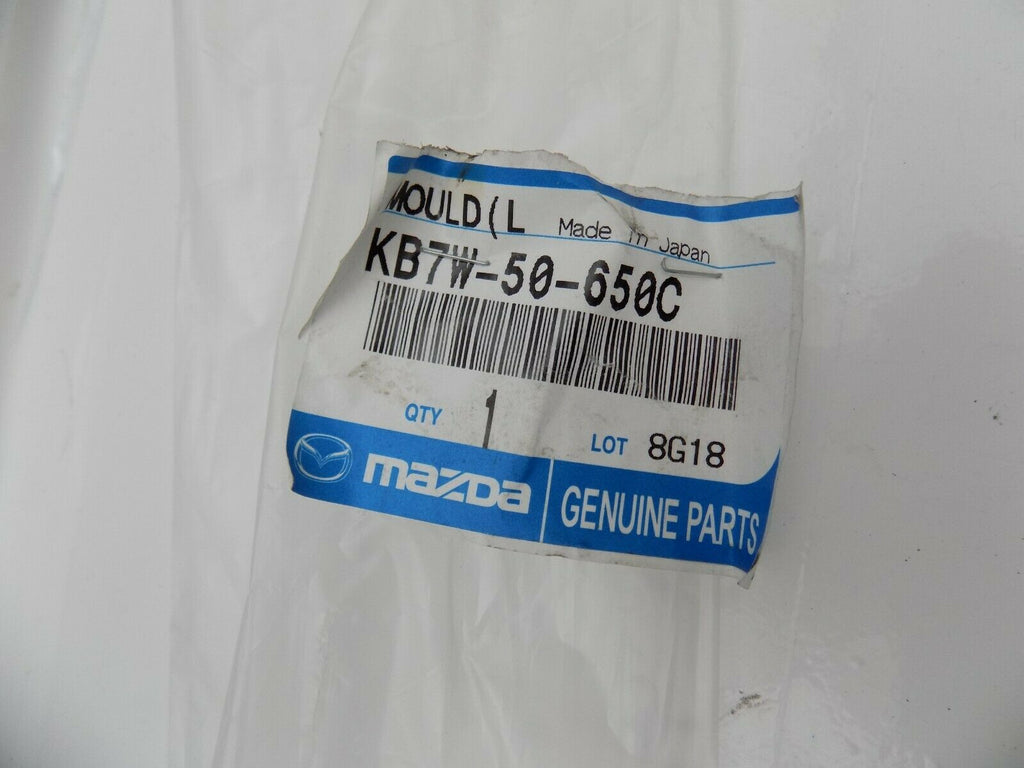 MOULD(L Made in Japan
KB7W-50-650C
QTY 1 LOT 8G18
mazda GENUINE PARTS